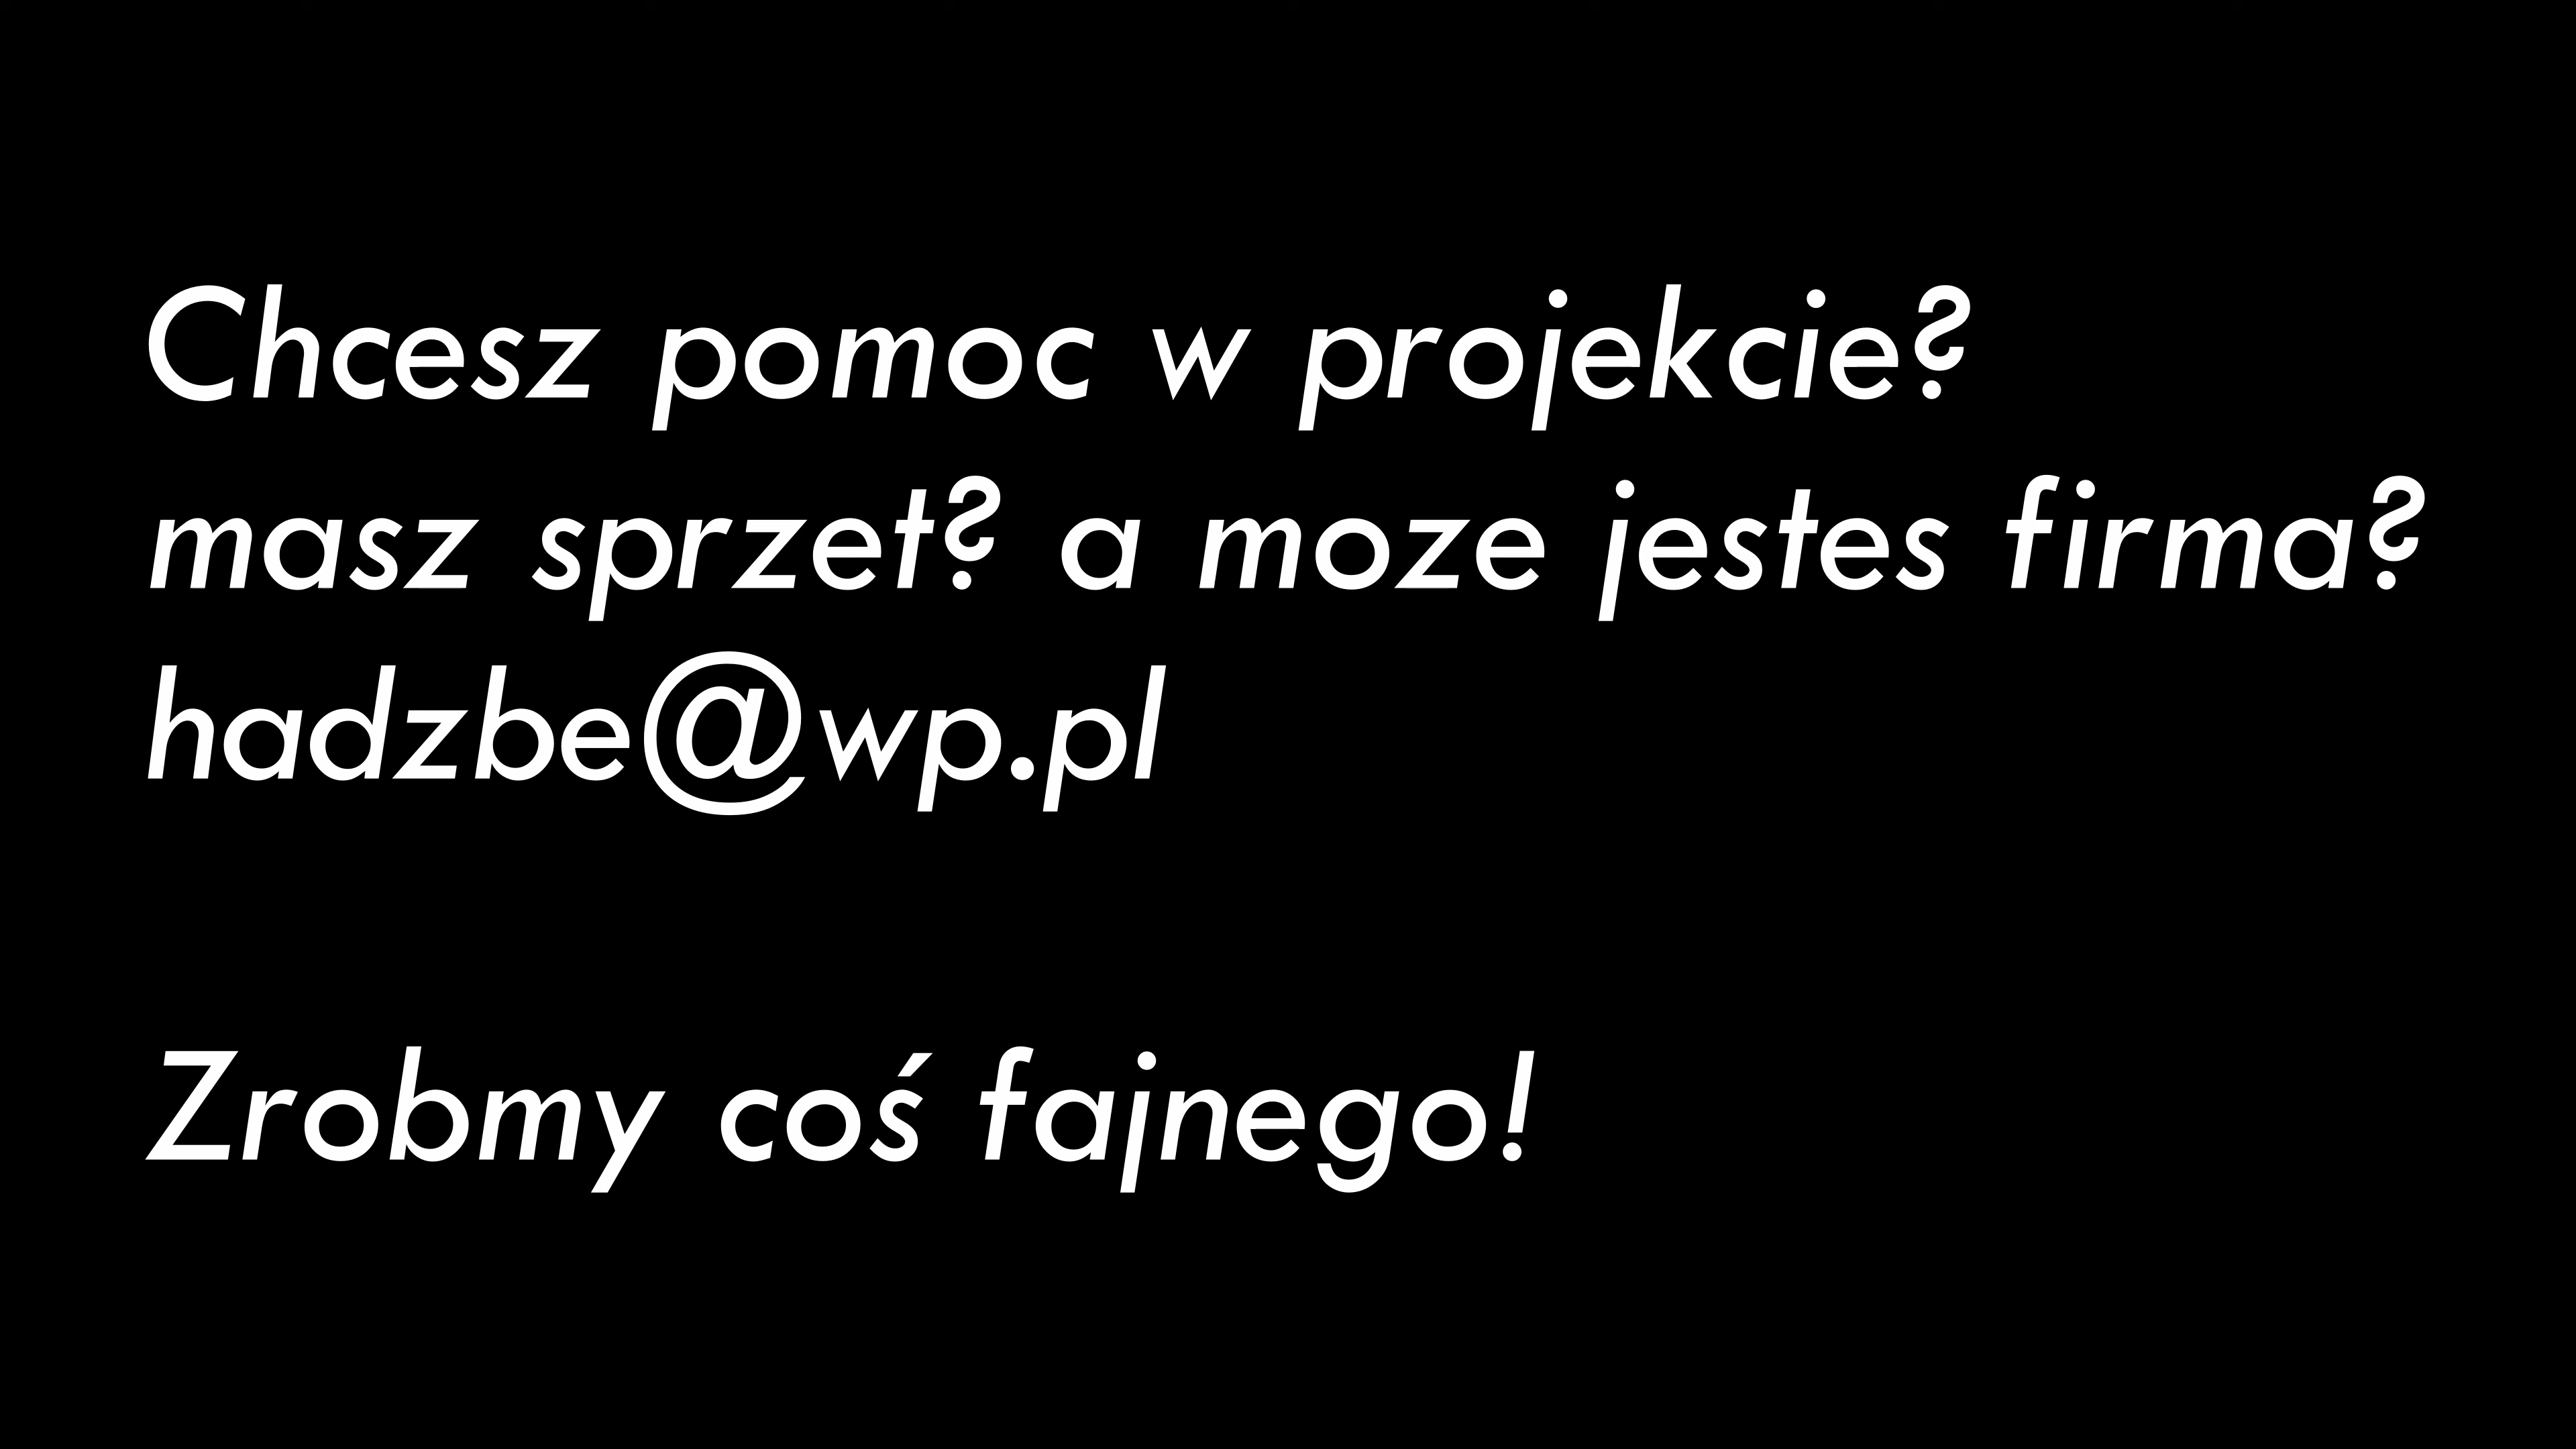 Chcesz pomoc w projekcie?
masz sprzet? a moze jestes firma?
hadzbe@wp.pl
Zrobmy coś fajnego!